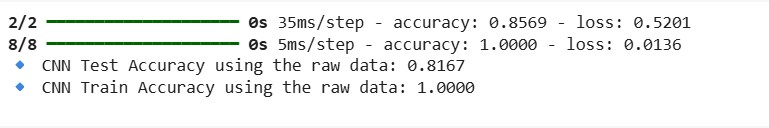 2/2 ━━━━━━━━━━━━━━━━━━━━ 0s 35ms/step - accuracy: 0.8569 - loss: 0.5201
8/8 ━━━━━━━━━━━━━━━━━━━━ 0s 5ms/step - accuracy: 1.0000 - loss: 0.0136
🔹 CNN Test Accuracy using the raw data: 0.8167
🔹 CNN Train Accuracy using the raw data: 1.0000